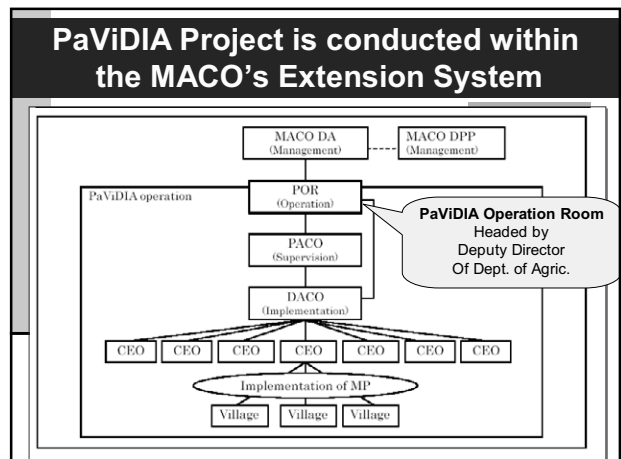 PaViDIA Project is conducted within
the MACO's Extension System
MACO DA
(Management)
MACO DPP
(Management)
PaViDIA operation
POR
(Operation)
PaViDIA Operation Room
Headed by
Deputy Director
Of Dept. of Agric.
PACO
(Supervision)
DACO
(Implementation)
CEO CEO CEO CEO CEO CEO CEO
Implementation of MP
Village Village Village